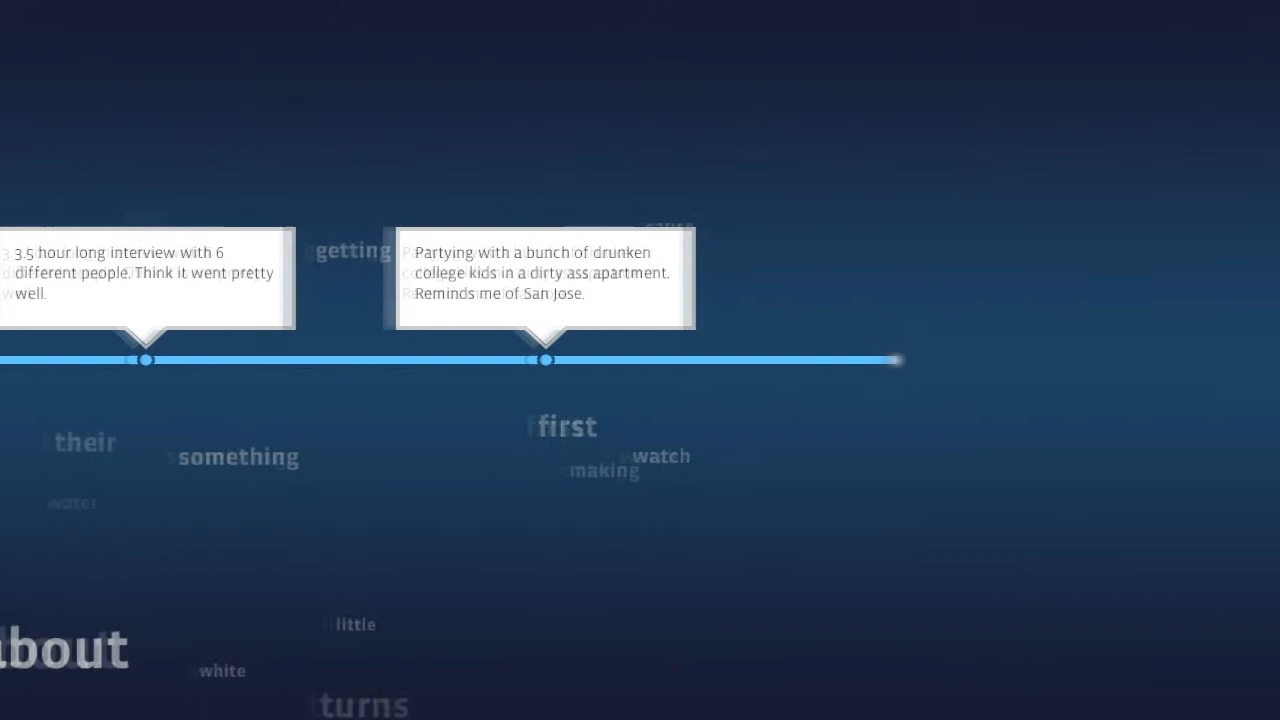 getting
3.5 hour long interview with 6
different people. Think it went pretty
well.
Partying with a bunch of drunken
college kids in a dirty ass apartment.
Reminds me of San Jose.
first
their
something
watch
making
water
little
about
white
turns